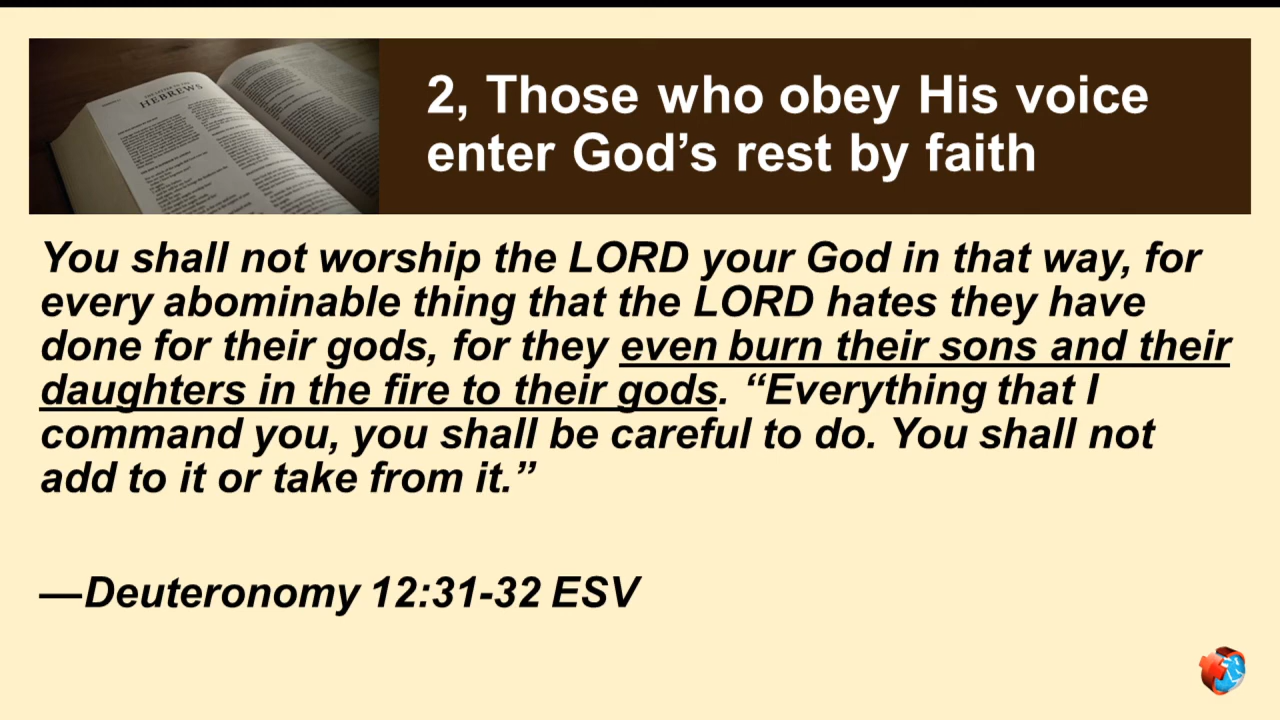 HEBREWS
2, Those who obey His voice
enter God’s rest by faith
You shall not worship the LORD your God in that way, for
every abominable thing that the LORD hates they have
done for their gods, for they even burn their sons and their
daughters in the fire to their gods. “Everything that I
command you, you shall be careful to do. You shall not
add to it or take from it.”
—Deuteronomy 12:31-32 ESV